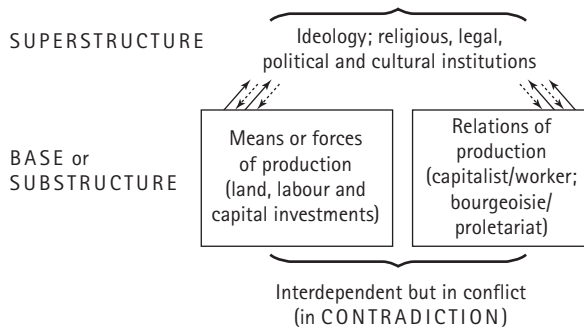 SUPERSTRUCTURE
Ideology; religious, legal,
political and cultural institutions
BASE or
SUBSTRUCTURE
Means or forces
of production
(land, labour and
capital investments)
Relations of
production
(capitalist/worker;
bourgeoisie/
proletariat)
Interdependent but in conflict
(in CONTRADICTION)